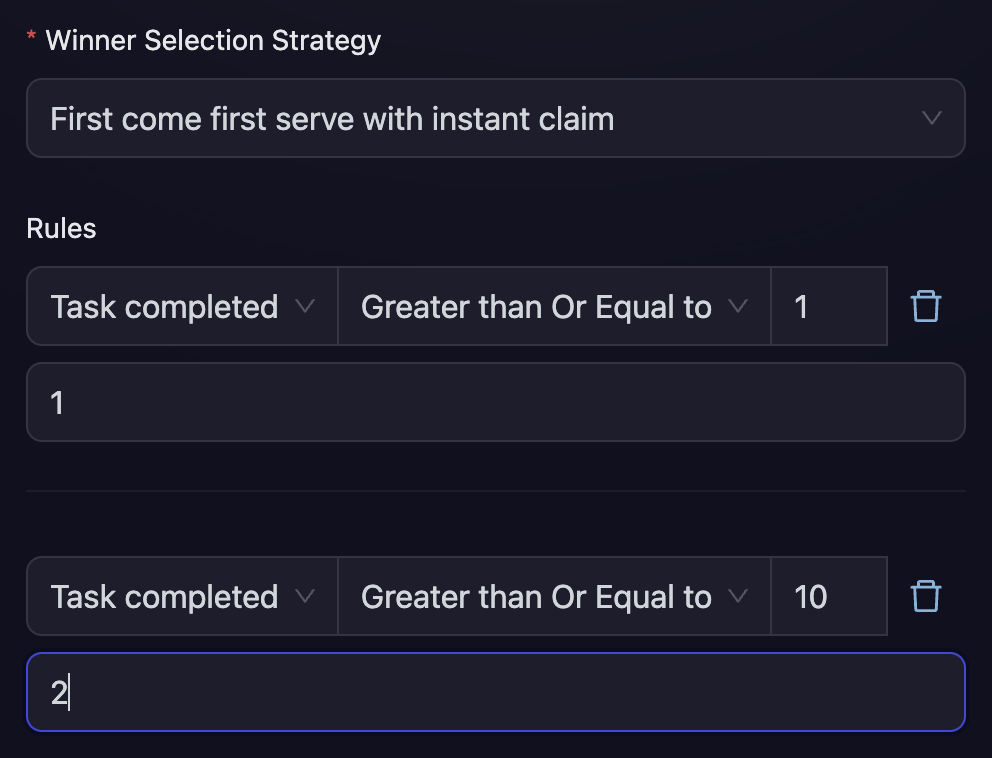 * Winner Selection Strategy
First come first serve with instant claim
Rules
Task completed Greater than Or Equal to 1
1
Task completed Greater than Or Equal to 10
2